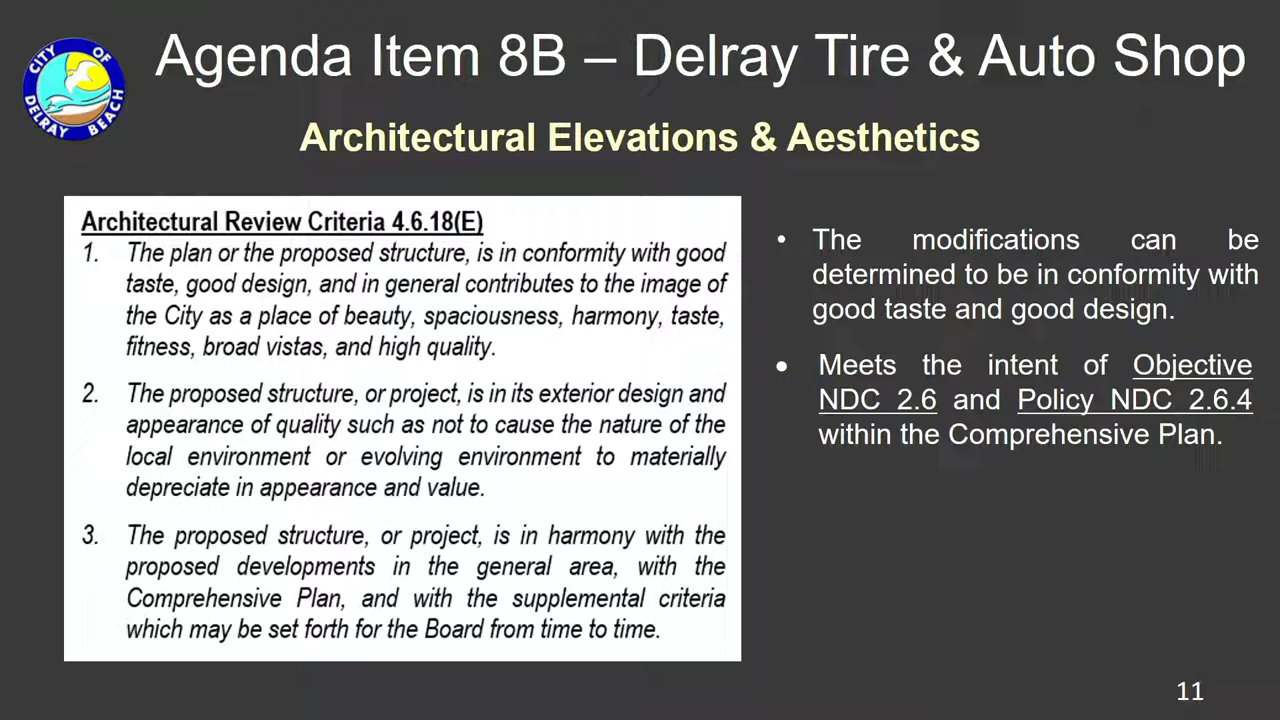 CITY OF
DELRAY BEACH
Agenda Item 8B – Delray Tire & Auto Shop
Architectural Elevations & Aesthetics
Architectural Review Criteria 4.6.18(E)
1. The plan or the proposed structure, is in conformity with good
taste, good design, and in general contributes to the image of
the City as a place of beauty, spaciousness, harmony, taste,
fitness, broad vistas, and high quality.
2. The proposed structure, or project, is in its exterior design and
appearance of quality such as not to cause the nature of the
local environment or evolving environment to materially
depreciate in appearance and value.
3. The proposed structure, or project, is in harmony with the
proposed developments in the general area, with the
Comprehensive Plan, and with the supplemental criteria
which may be set forth for the Board from time to time.
• The modifications can be
determined to be in conformity with
good taste and good design.
• Meets the intent of Objective
NDC 2.6 and Policy NDC 2.6.4
within the Comprehensive Plan.
11